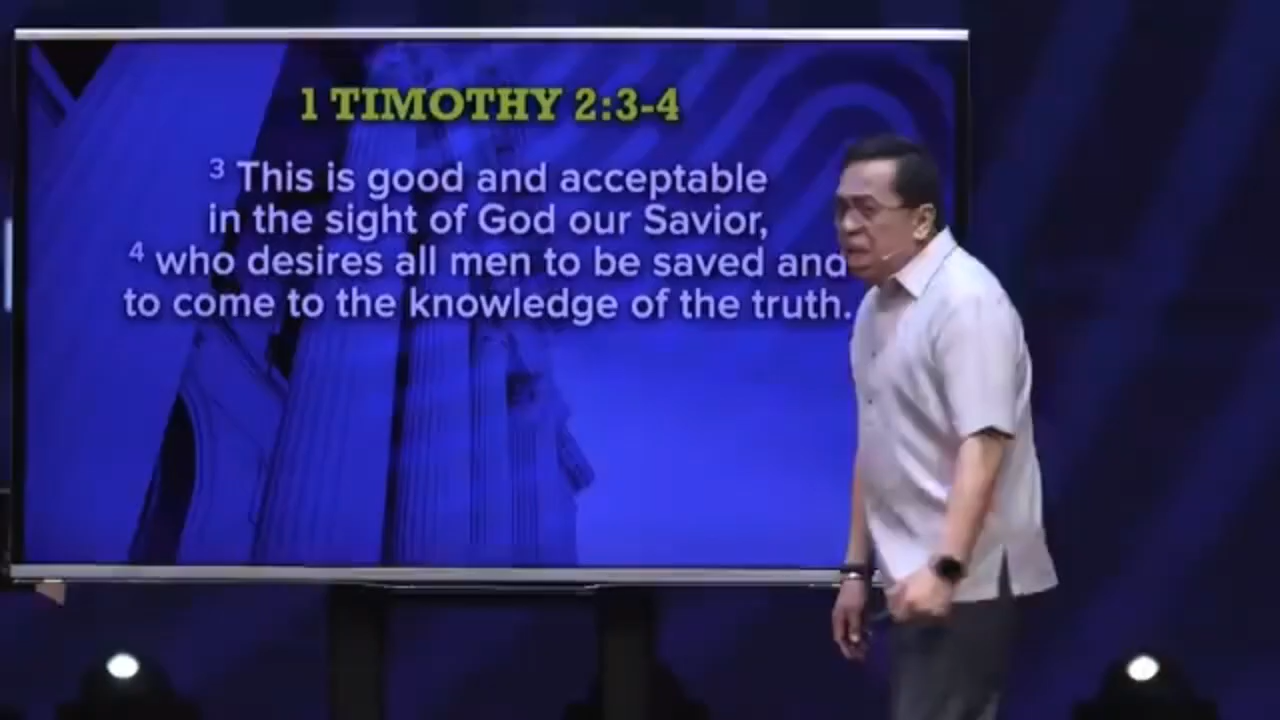 1 TIMOTHY 2:3-4
3 This is good and acceptable
in the sight of God our Savior,
4 who desires all men to be saved and
to come to the knowledge of the truth.